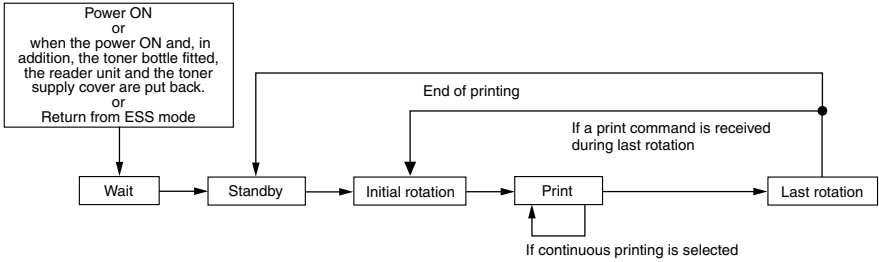 Power ON
or
when the power ON and, in
addition, the toner bottle fitted,
the reader unit and the toner
supply cover are put back.
or
Return from ESS mode
End of printing
If a print command is received
during last rotation
Wait
Standby
Initial rotation
Print
Last rotation
If continuous printing is selected